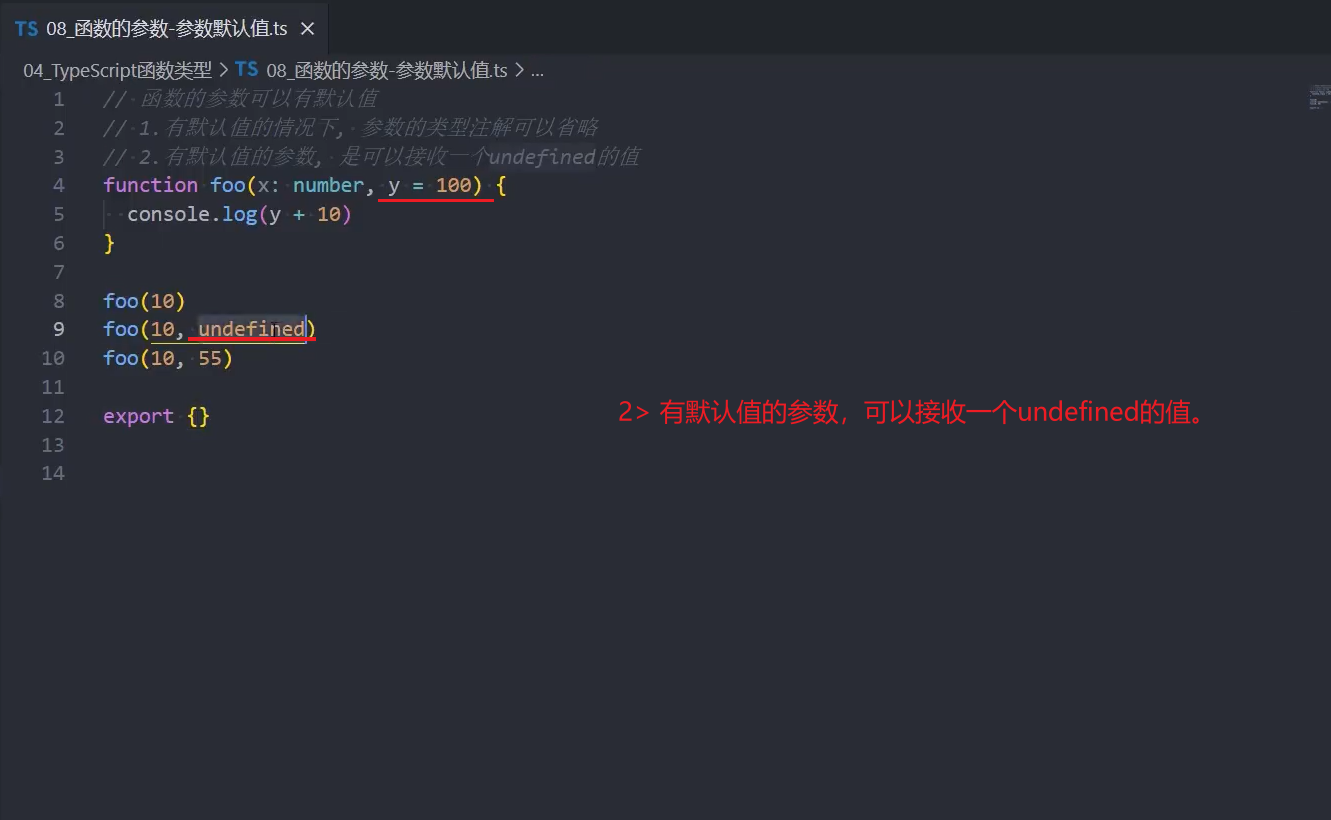 TS 08_函数的参数-参数默认值.ts ×
04_TypeScript函数类型 > TS 08_函数的参数-参数默认值.ts > ...
1 // 函数的参数可以有默认值
2 // 1.有默认值的情况下, 参数的类型注解可以省略
3 // 2.有默认值的参数, 是可以接收一个undefined的值
4 function foo(x: number, y = 100) {
5   console.log(y + 10)
6 }
7
8 foo(10)
9 foo(10, undefined)
10 foo(10, 55)
11
12 export {}
13
14
2> 有默认值的参数，可以接收一个undefined的值。